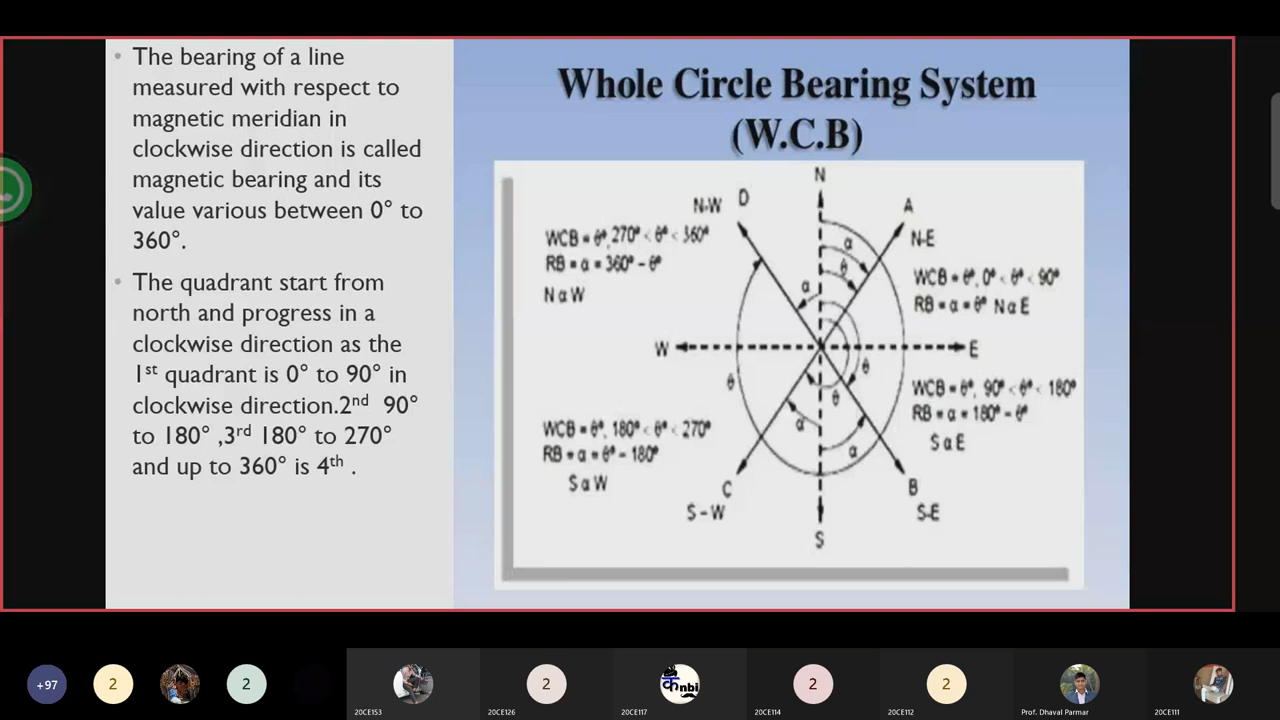 • The bearing of a line
measured with respect to
magnetic meridian in
clockwise direction is called
magnetic bearing and its
value various between 0° to
360°.
• The quadrant start from
north and progress in a
clockwise direction as the
1st quadrant is 0° to 90° in
clockwise direction.2nd 90°
to 180° ,3rd 180° to 270°
and up to 360° is 4th .
Whole Circle Bearing System
(W.C.B)
N
N-W D
A
N-E
WCB = θ°, 270° < θ° < 360°
RB = α = 360° - θ°
N α W
WCB = θ°, 0° < θ° < 90°
RB = α = θ° N α E
α
θ
α
W
E
θ
θ
θ
WCB = θ°, 90° < θ° < 180°
RB = α = 180° - θ°
S α E
WCB = θ°, 180° < θ° < 270°
RB = α = θ° - 180°
S α W
α
α
C
S - W
B
S-E
S
+97
2
2
2
कnbi
2
2
20CE153
20CE126
20CE117
20CE114
20CE112
Prof. Dhaval Parmar
20CE111